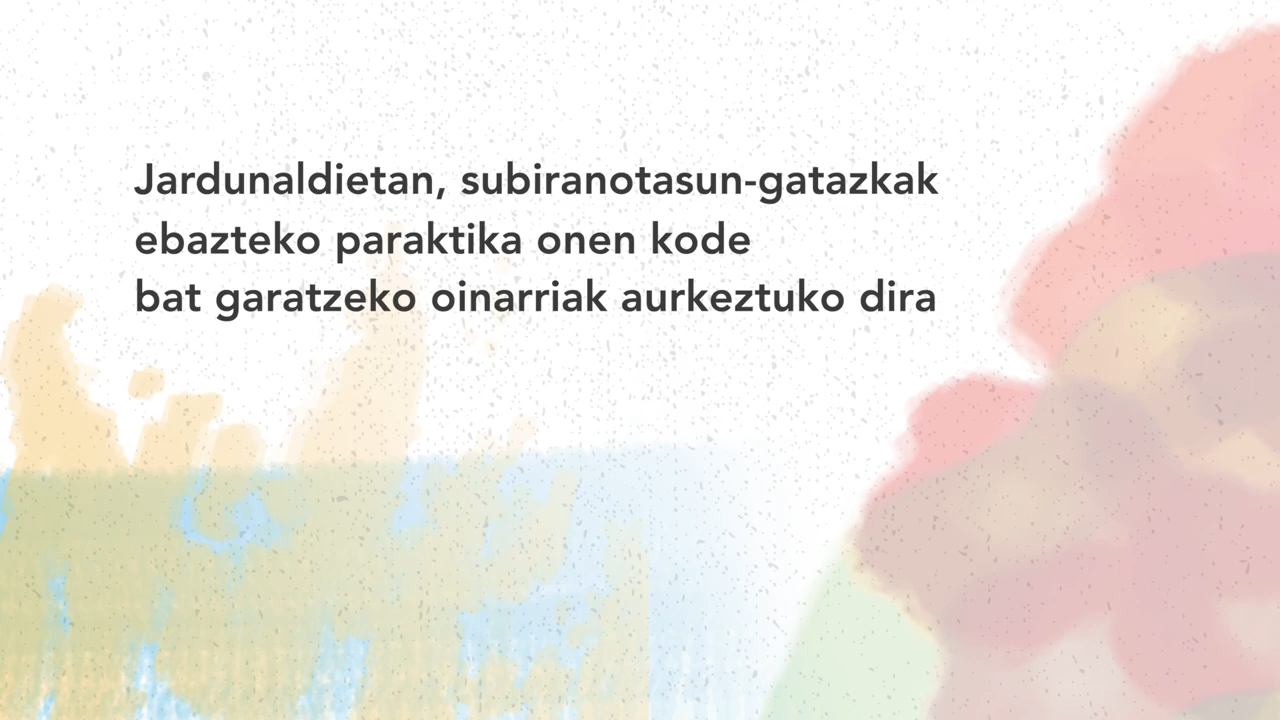 Jardunaldietan, subiranotasun-gatazkak
ebazteko paraktika onen kode
bat garatzeko oinarriak aurkeztuko dira